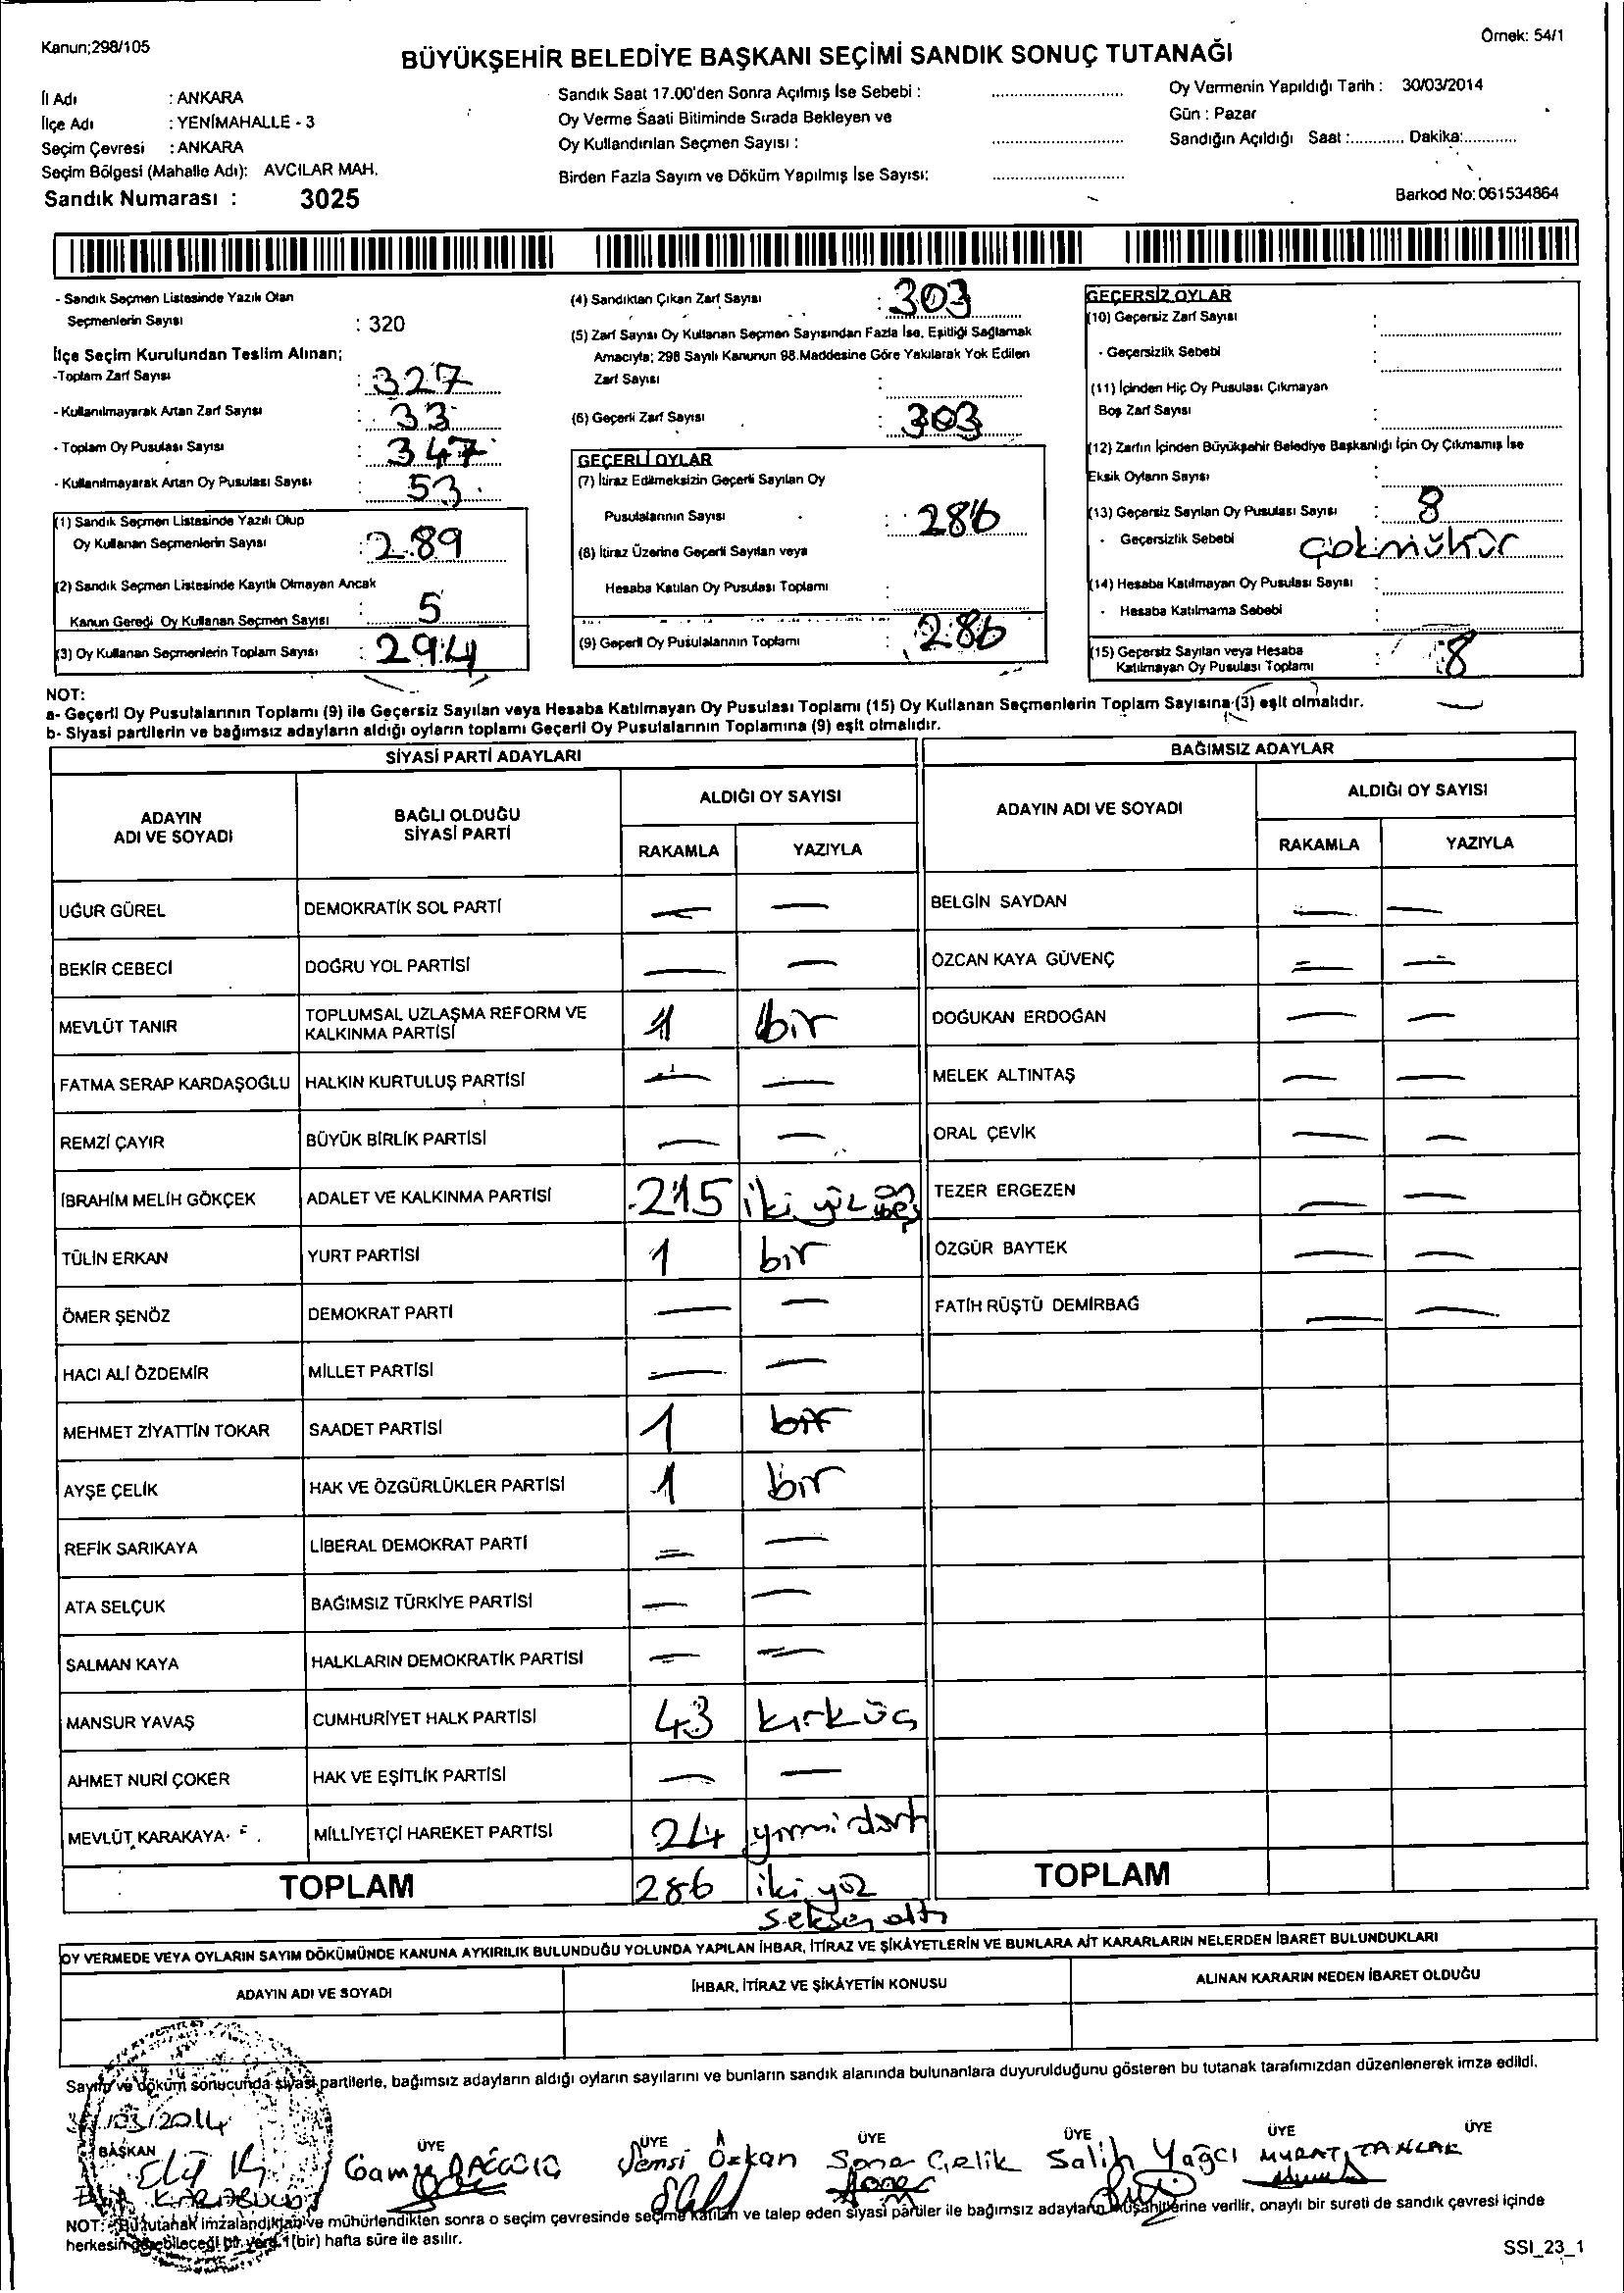 Kanun;298/105
Örnek: 54/1
BÜYÜKŞEHİR BELEDİYE BAŞKANI SEÇİMİ SANDIK SONUÇ TUTANAĞI
İl Adı : ANKARA
İlçe Adı : YENİMAHALLE - 3
Seçim Çevresi : ANKARA
Seçim Bölgesi (Mahalle Adı): AVCILAR MAH.
Sandık Numarası : 3025
Sandık Saat 17.00'den Sonra Açılmış İse Sebebi :
Oy Verme Saati Bitiminde Sırada Bekleyen ve
Oy Kullandırılan Seçmen Sayısı :
Birden Fazla Sayım ve Döküm Yapılmış İse Sayısı:
Oy Vermenin Yapıldığı Tarih : 30/03/2014
Gün : Pazar
Sandığın Açıldığı Saat:............ Dakika:............
Barkod No: 061534864
- Sandık Seçmen Listesinde Yazılı Olan
Seçmenlerin Sayısı : 320
İlçe Seçim Kurulundan Teslim Alınan;
-Toplam Zarf Sayısı : 327
- Kullanılmayarak Artan Zarf Sayısı : 33
- Toplam Oy Pusulası Sayısı : 347
- Kullanılmayarak Artan Oy Pusulası Sayısı : 53
(1) Sandık Seçmen Listesinde Yazılı Olup
Oy Kullanan Seçmenlerin Sayısı : 289
(2) Sandık Seçmen Listesinde Kayıtlı Olmayan Ancak
Kanun Gereği Oy Kullanan Seçmen Sayısı : 5
(3) Oy Kullanan Seçmenlerin Toplam Sayısı : 294
(4) Sandıktan Çıkan Zarf Sayısı : 303
(5) Zarf Sayısı Oy Kullanan Seçmen Sayısından Fazla İse, Eşitliği Sağlamak
Amacıyla; 298 Sayılı Kanunun 98.Maddesine Göre Yakılarak Yok Edilen
Zarf Sayısı :
(6) Geçerli Zarf Sayısı : 303
GEÇERLİ OYLAR
(7) İtiraz Edilmeksizin Geçerli Sayılan Oy
Pusulalarının Sayısı : 286
(8) İtiraz Üzerine Geçerli Sayılan veya
Hesaba Katılan Oy Pusulası Toplamı :
(9) Geçerli Oy Pusulalarının Toplamı : 286
GEÇERSİZ OYLAR
(10) Geçersiz Zarf Sayısı :
- Geçersizlik Sebebi :
(11) İçinden Hiç Oy Pusulası Çıkmayan
Boş Zarf Sayısı :
(12) Zarfın İçinden Büyükşehir Belediye Başkanlığı İçin Oy Çıkmamış İse
Eksik Oyların Sayısı :
(13) Geçersiz Sayılan Oy Pusulası Sayısı : 8
- Geçersizlik Sebebi çok mühür
(14) Hesaba Katılmayan Oy Pusulası Sayısı :
- Hesaba Katılmama Sebebi :
(15) Geçersiz Sayılan veya Hesaba
Katılmayan Oy Pusulası Toplamı : 8
NOT:
a- Geçerli Oy Pusulalarının Toplamı (9) ile Geçersiz Sayılan veya Hesaba Katılmayan Oy Pusulası Toplamı (15) Oy Kullanan Seçmenlerin Toplam Sayısına (3) eşit olmalıdır.
b- Siyasi partilerin ve bağımsız adayların aldığı oyların toplamı Geçerli Oy Pusulalarının Toplamına (9) eşit olmalıdır.
SİYASİ PARTİ ADAYLARI
ADAYIN
ADI VE SOYADI
BAĞLI OLDUĞU
SİYASİ PARTİ
ALDIĞI OY SAYISI
RAKAMLA YAZIYLA
UĞUR GÜREL DEMOKRATİK SOL PARTİ — —
BEKİR CEBECİ DOĞRU YOL PARTİSİ — —
MEVLÜT TANIR TOPLUMSAL UZLAŞMA REFORM VE
KALKINMA PARTİSİ 1 bir
FATMA SERAP KARDAŞOĞLU HALKIN KURTULUŞ PARTİSİ — —
REMZİ ÇAYIR BÜYÜK BİRLİK PARTİSİ — —
İBRAHİM MELİH GÖKÇEK ADALET VE KALKINMA PARTİSİ 215 iki yüz on beş
TÜLİN ERKAN YURT PARTİSİ 1 bir
ÖMER ŞENÖZ DEMOKRAT PARTİ — —
HACI ALİ ÖZDEMİR MİLLET PARTİSİ — —
MEHMET ZİYATTİN TOKAR SAADET PARTİSİ 1 bir
AYŞE ÇELİK HAK VE ÖZGÜRLÜKLER PARTİSİ 1 bir
REFİK SARIKAYA LİBERAL DEMOKRAT PARTİ — —
ATA SELÇUK BAĞIMSIZ TÜRKİYE PARTİSİ — —
SALMAN KAYA HALKLARIN DEMOKRATİK PARTİSİ — —
MANSUR YAVAŞ CUMHURİYET HALK PARTİSİ 43 kırküç
AHMET NURİ ÇOKER HAK VE EŞİTLİK PARTİSİ — —
MEVLÜT KARAKAYA MİLLİYETÇİ HAREKET PARTİSİ 24 yirmi dört
TOPLAM 286 iki yüz
seksen altı
BAĞIMSIZ ADAYLAR
ADAYIN ADI VE SOYADI
ALDIĞI OY SAYISI
RAKAMLA YAZIYLA
BELGİN SAYDAN — —
ÖZCAN KAYA GÜVENÇ — —
DOĞUKAN ERDOĞAN — —
MELEK ALTINTAŞ — —
ORAL ÇEVİK — —
TEZER ERGEZEN — —
ÖZGÜR BAYTEK — —
FATİH RÜŞTÜ DEMİRBAĞ — —
TOPLAM
OY VERMEDE VEYA OYLARIN SAYIM DÖKÜMÜNDE KANUNA AYKIRILIK BULUNDUĞU YOLUNDA YAPILAN İHBAR, İTİRAZ VE ŞİKÂYETLERİN VE BUNLARA AİT KARARLARIN NELERDEN İBARET BULUNDUKLARI
ADAYIN ADI VE SOYADI İHBAR, İTİRAZ VE ŞİKÂYETİN KONUSU ALINAN KARARIN NEDEN İBARET OLDUĞU
Sayım ve döküm sonucunda siyasi partilerle, bağımsız adayların aldığı oyların sayılarını ve bunların sandık alanında bulunanlara duyurulduğunu gösteren bu tutanak tarafımızdan düzenlenerek imza edildi.
/03/2014
BAŞKAN ÜYE ÜYE ÜYE ÜYE ÜYE ÜYE
Elif KARABULUT
Gamze
Şemsi Özkan
Sona Çelik
Salih Yağcı
MURAT TANLAK
NOT: Bu tutanak imzalandıktan ve mühürlendikten sonra o seçim çevresinde seçime katılan ve talep eden siyasi partiler ile bağımsız adayların müşahitlerine verilir, onaylı bir sureti de sandık çevresi içinde
herkesin görebileceği bir yere 1(bir) hafta süre ile asılır.
SSI_23_1